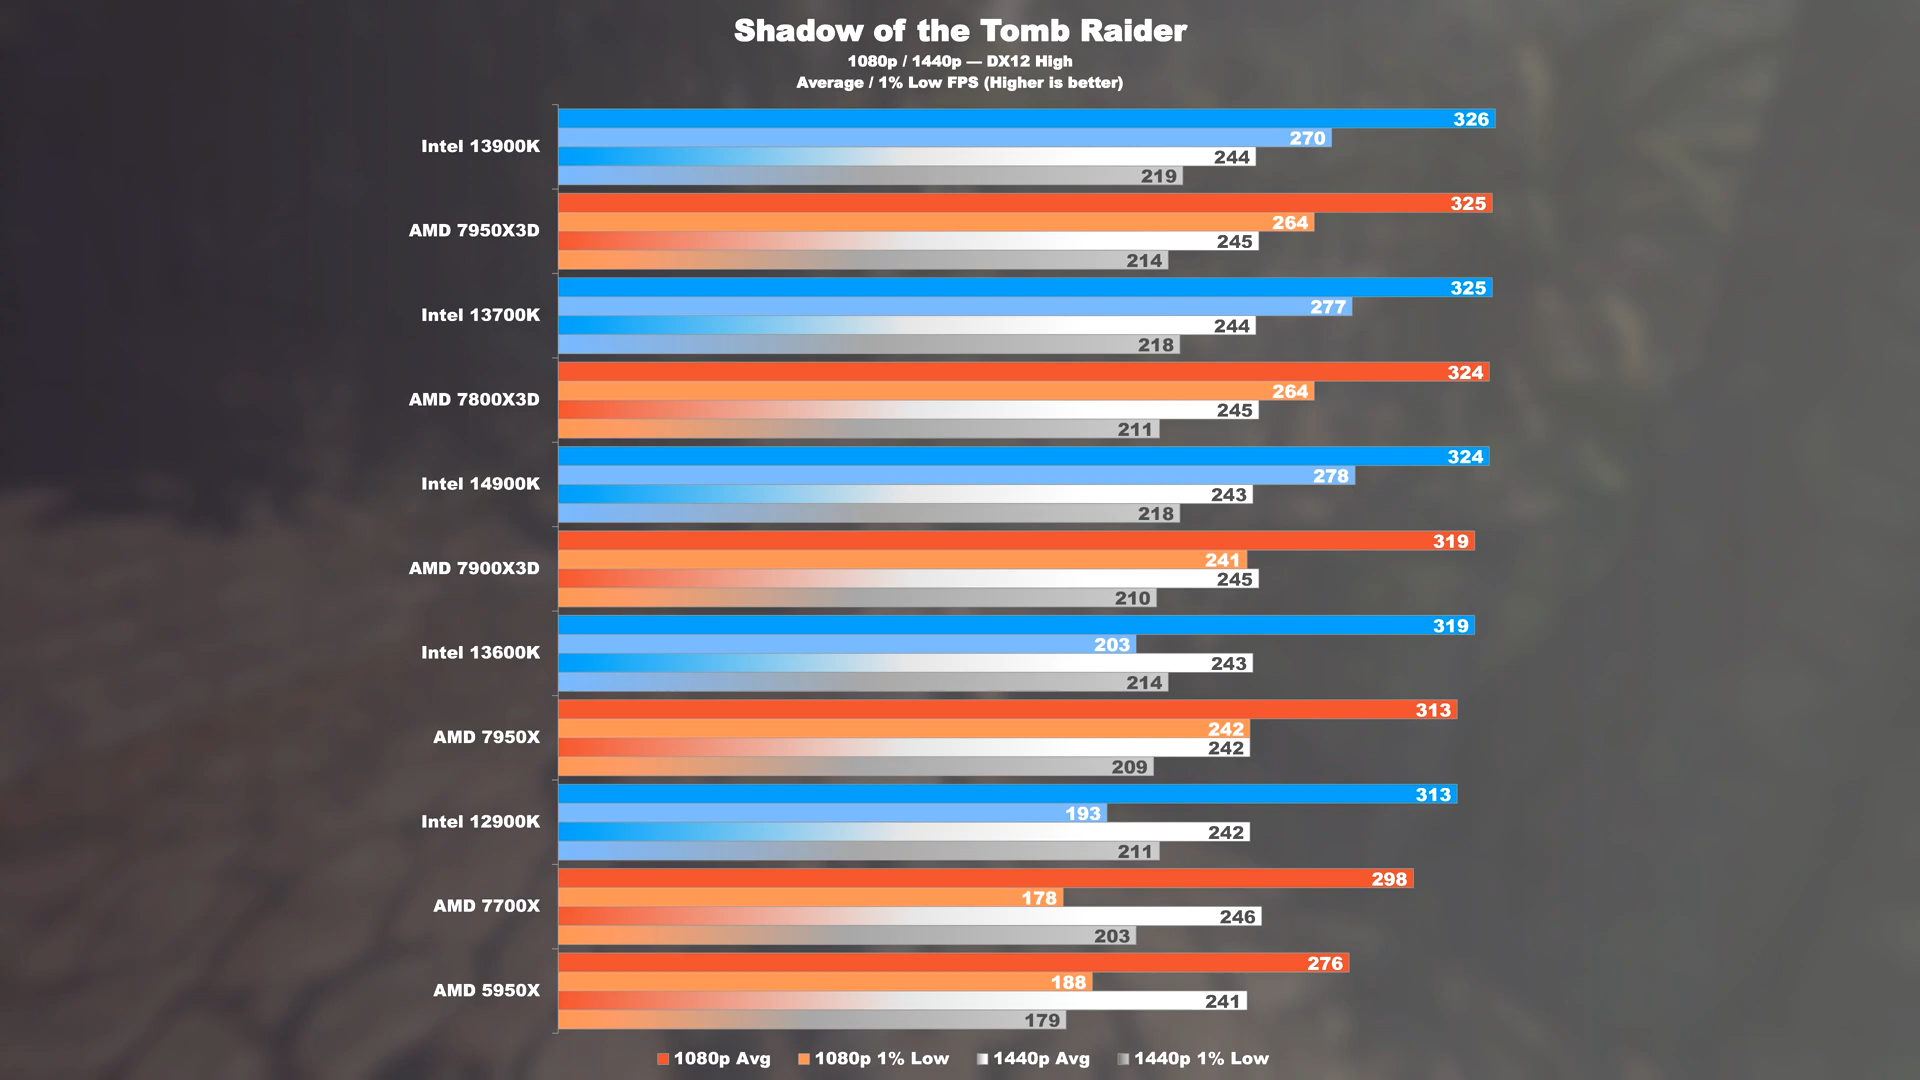 Shadow of the Tomb Raider
1080p / 1440p — DX12 High
Average / 1% Low FPS (Higher is better)
Intel 13900K
326
270
244
219
AMD 7950X3D
325
264
245
214
Intel 13700K
325
277
244
218
AMD 7800X3D
324
264
245
211
Intel 14900K
324
278
243
218
AMD 7900X3D
319
241
245
210
Intel 13600K
319
203
243
214
AMD 7950X
313
242
242
209
Intel 12900K
313
193
242
211
AMD 7700X
298
178
246
203
AMD 5950X
276
188
241
179
1080p Avg 1080p 1% Low 1440p Avg 1440p 1% Low